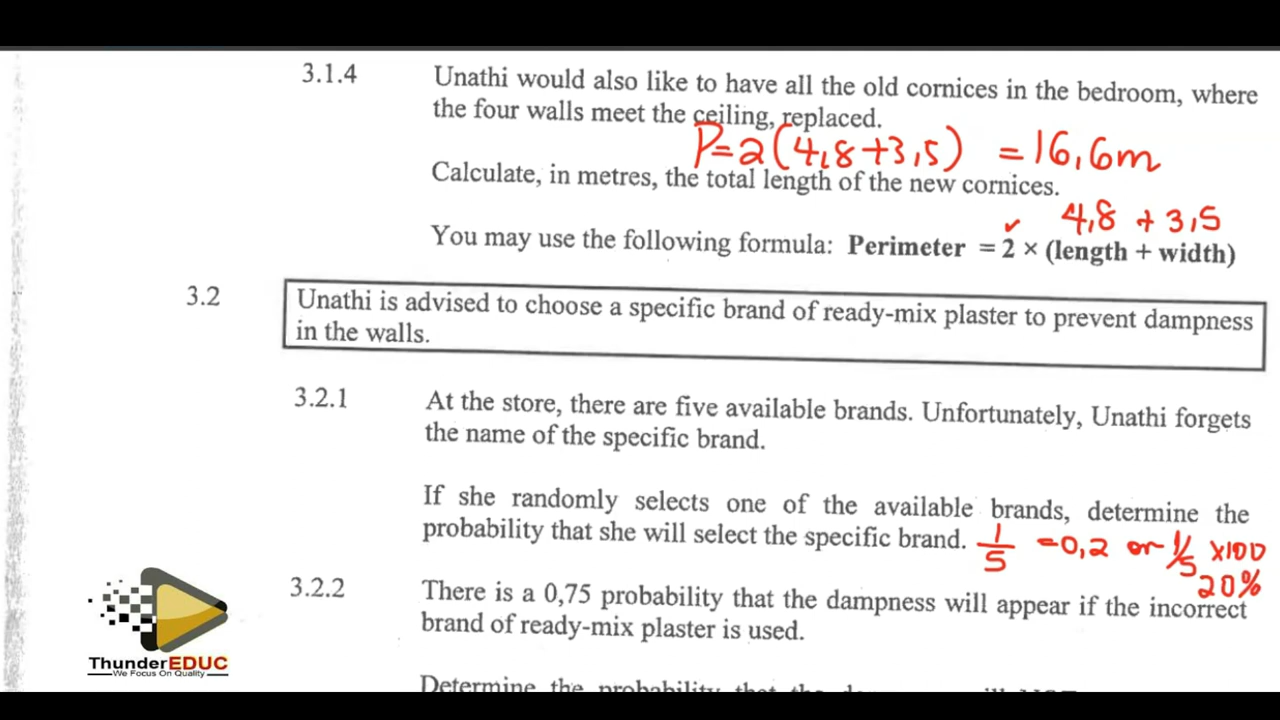 3.1.4 Unathi would also like to have all the old cornices in the bedroom, where
the four walls meet the ceiling, replaced.
P=2(4,8+3,5) =16,6m
Calculate, in metres, the total length of the new cornices.
4,8 + 3,5
You may use the following formula: Perimeter = 2 × (length + width)
3.2 Unathi is advised to choose a specific brand of ready-mix plaster to prevent dampness
in the walls.
3.2.1 At the store, there are five available brands. Unfortunately, Unathi forgets
the name of the specific brand.
If she randomly selects one of the available brands, determine the
probability that she will select the specific brand. 1/5 =0,2 or 1/5 ×100
20%
3.2.2 There is a 0,75 probability that the dampness will appear if the incorrect
brand of ready-mix plaster is used.
Determine the probability that the
ThunderEDUC
We Focus On Quality